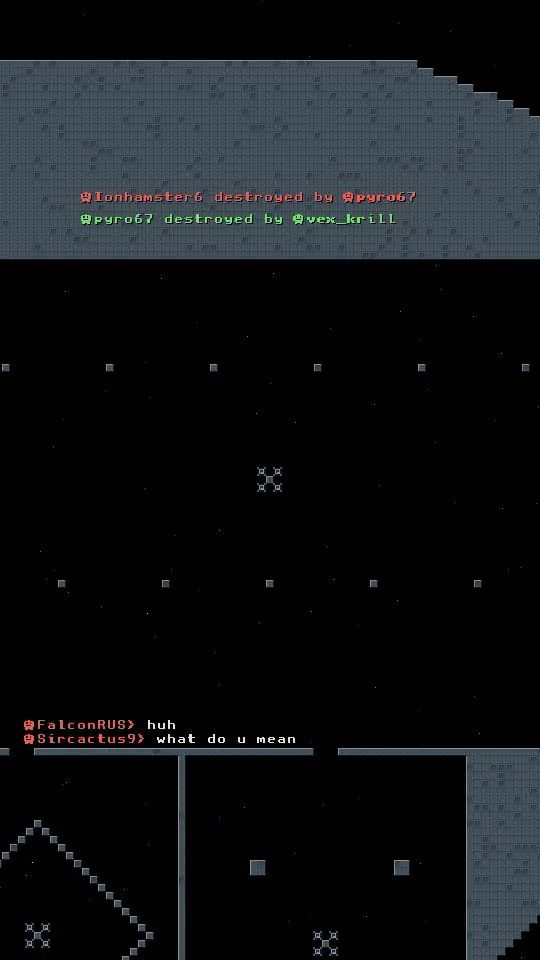 Ionhamster6 destroyed by pyro67
pyro67 destroyed by vex_krill
FalconRUS> huh
Sircactus9> what do u mean